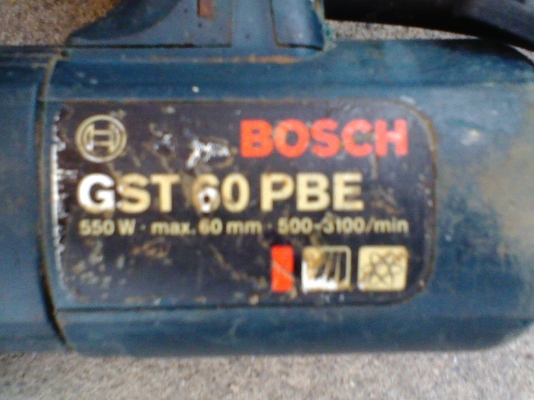 BOSCH
GST 60 PBE
550 W · max. 60 mm · 500-3100/min